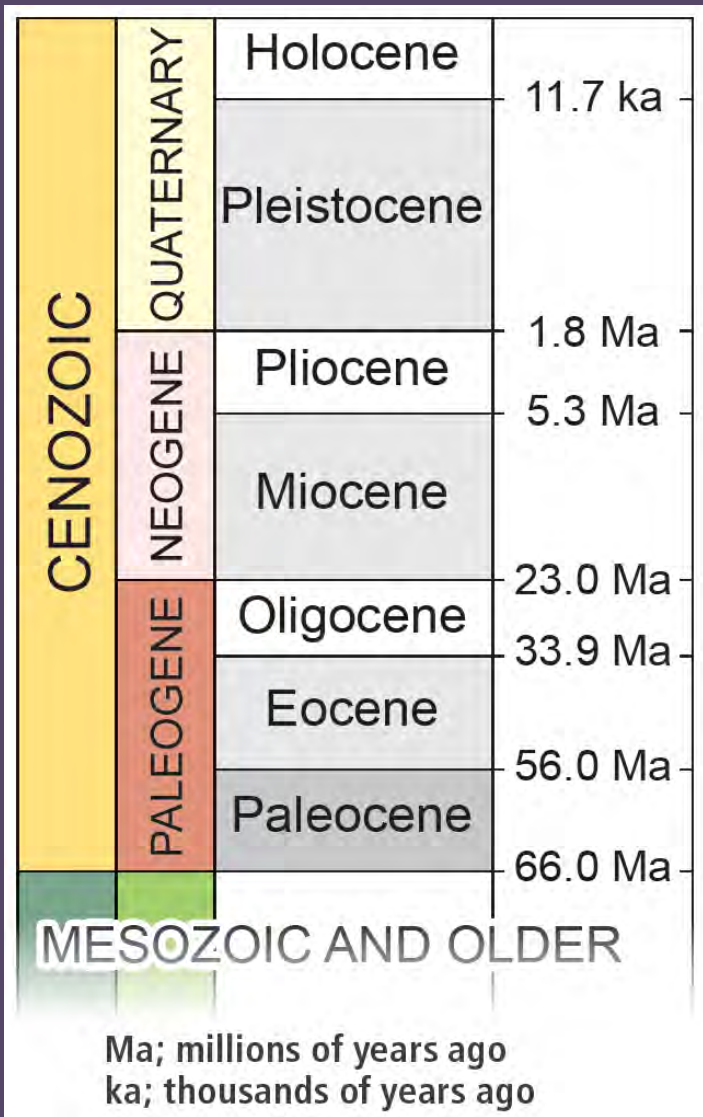 CENOZOIC
QUATERNARY
Holocene
11.7 ka
Pleistocene
1.8 Ma
NEOGENE
Pliocene
5.3 Ma
Miocene
23.0 Ma
PALEOGENE
Oligocene
33.9 Ma
Eocene
56.0 Ma
Paleocene
66.0 Ma
MESOZOIC AND OLDER
Ma; millions of years ago
ka; thousands of years ago